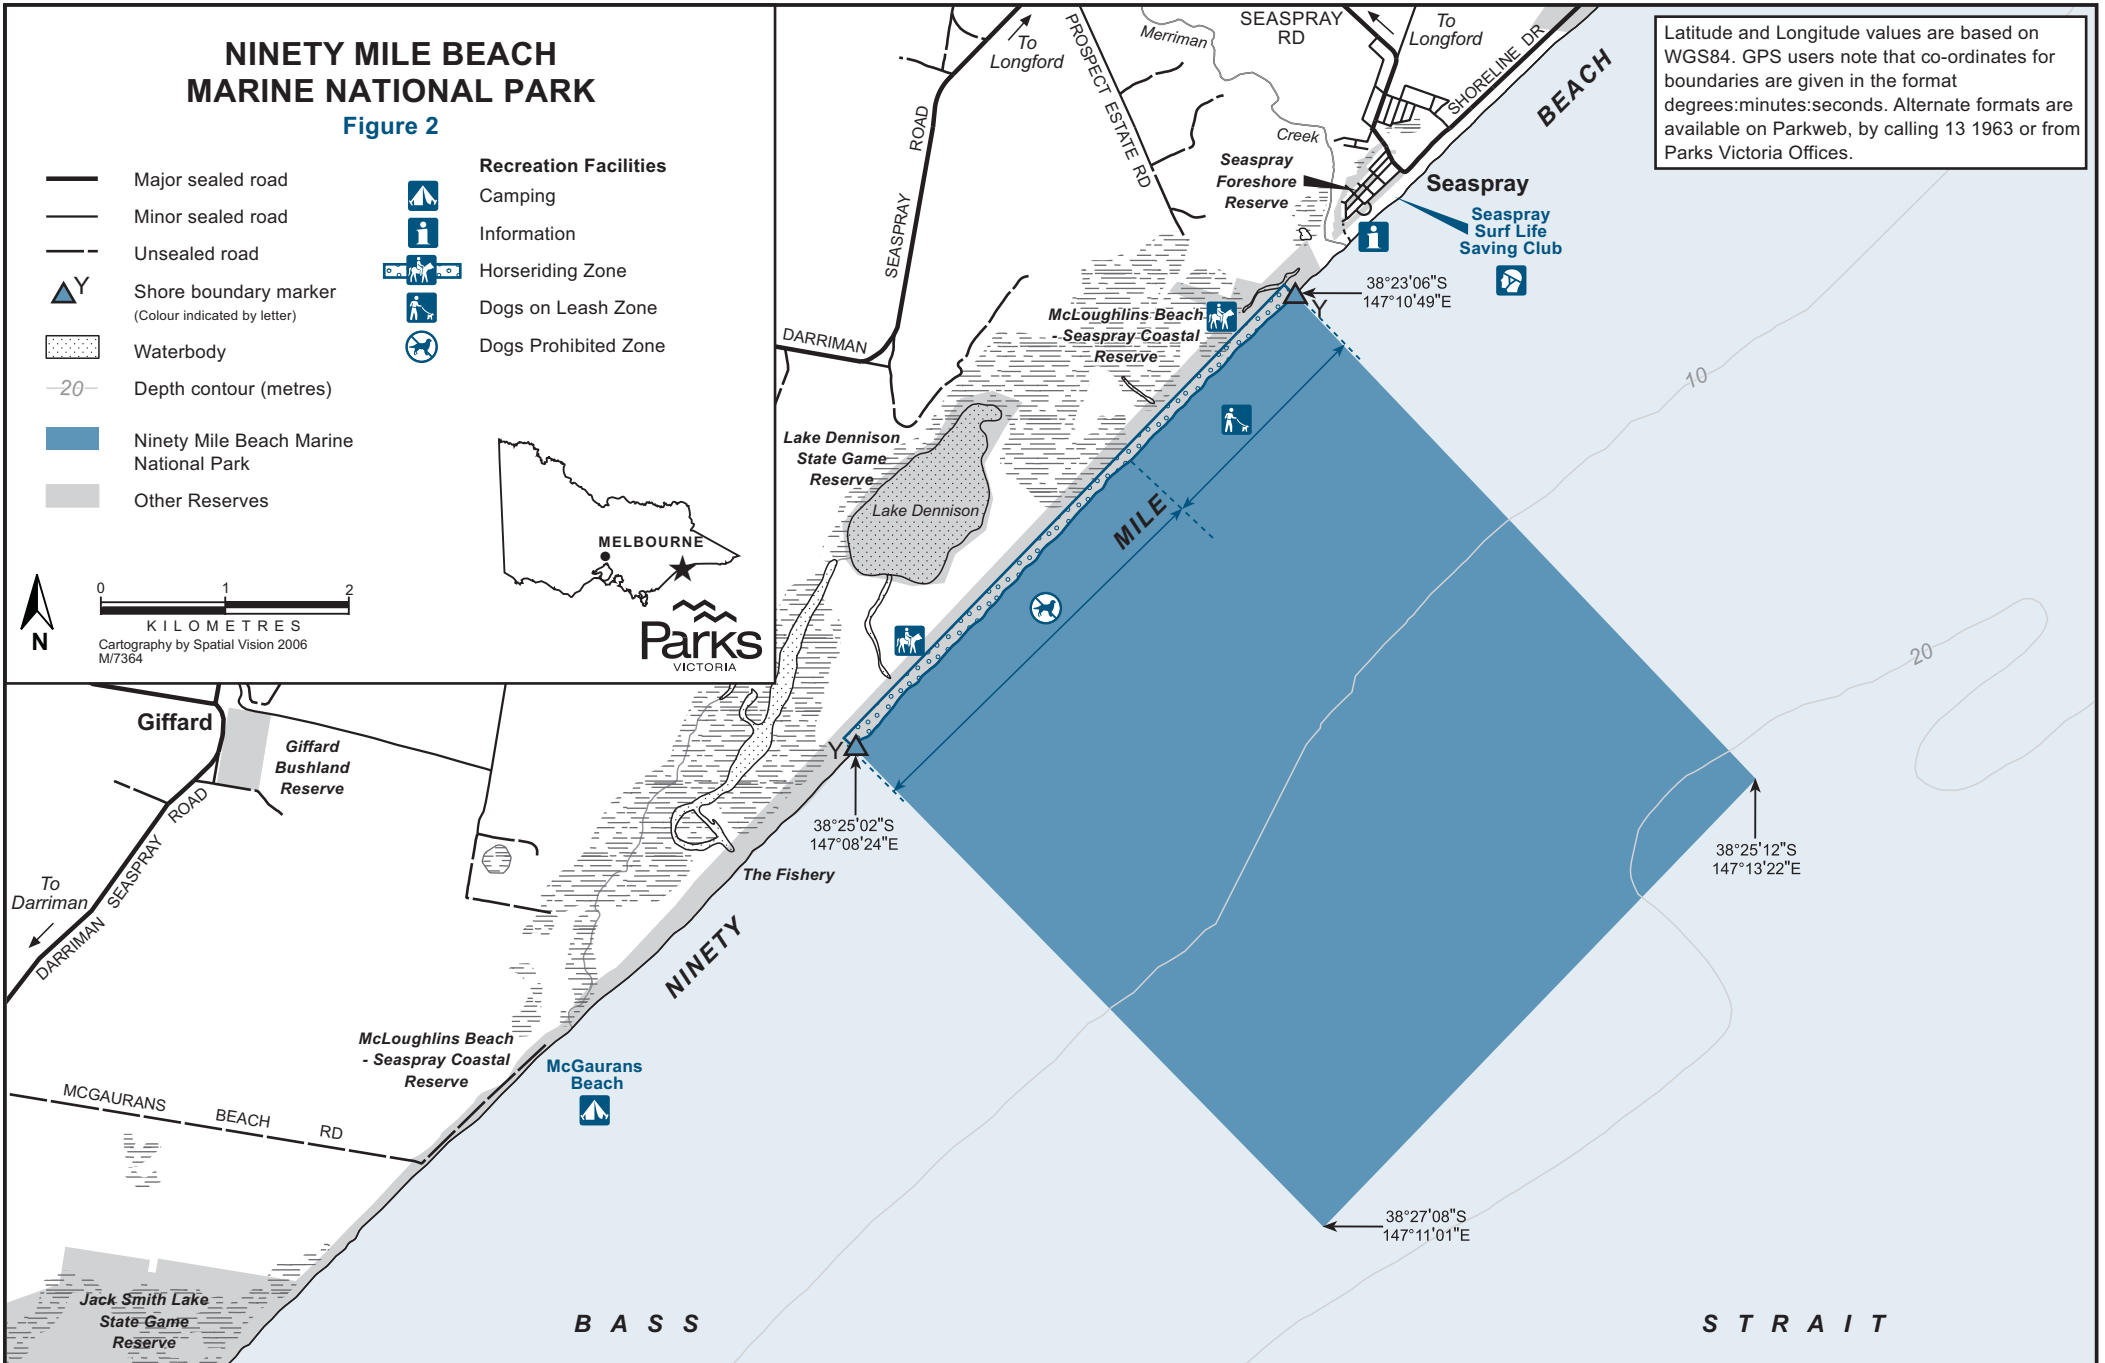 NINETY MILE BEACH
MARINE NATIONAL PARK
Figure 2
Major sealed road
Minor sealed road
Unsealed road
Y
Shore boundary marker
(Colour indicated by letter)
Waterbody
20
Depth contour (metres)
Ninety Mile Beach Marine
National Park
Other Reserves
Recreation Facilities
Camping
Information
Horseriding Zone
Dogs on Leash Zone
Dogs Prohibited Zone
MELBOURNE
N
0 1 2
KILOMETRES
Cartography by Spatial Vision 2006
M/7364
Parks
VICTORIA
Latitude and Longitude values are based on
WGS84. GPS users note that co-ordinates for
boundaries are given in the format
degrees:minutes:seconds. Alternate formats are
available on Parkweb, by calling 13 1963 or from
Parks Victoria Offices.
To
Longford
SEASPRAY
ROAD
PROSPECT ESTATE RD
Merriman
Creek
SEASPRAY
RD
To
Longford
SHORELINE DR
BEACH
Seaspray
Foreshore
Reserve
Seaspray
Seaspray
Surf Life
Saving Club
38°23'06"S
147°10'49"E
Y
DARRIMAN
McLoughlins Beach
- Seaspray Coastal
Reserve
Lake Dennison
State Game
Reserve
Lake Dennison
MILE
10
20
Y
38°25'02"S
147°08'24"E
38°25'12"S
147°13'22"E
The Fishery
NINETY
Giffard
Giffard
Bushland
Reserve
To
Darriman
DARRIMAN SEASPRAY ROAD
McLoughlins Beach
- Seaspray Coastal
Reserve
McGaurans
Beach
MCGAURANS BEACH RD
38°27'08"S
147°11'01"E
Jack Smith Lake
State Game
Reserve
BASS STRAIT